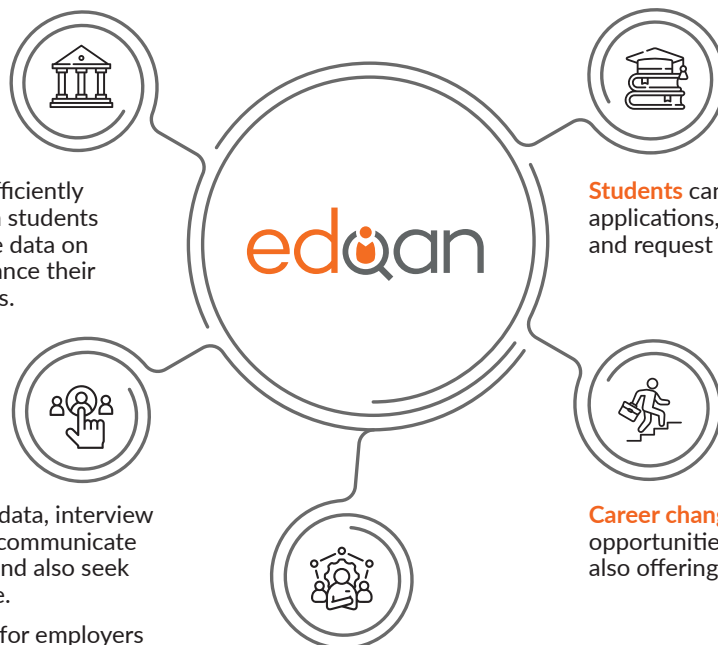 edqan
fficiently
students
data on
ance their
s.
Students can
applications,
and request
data, interview
communicate
nd also seek
e.
for employers
Career chang
opportunitie
also offering